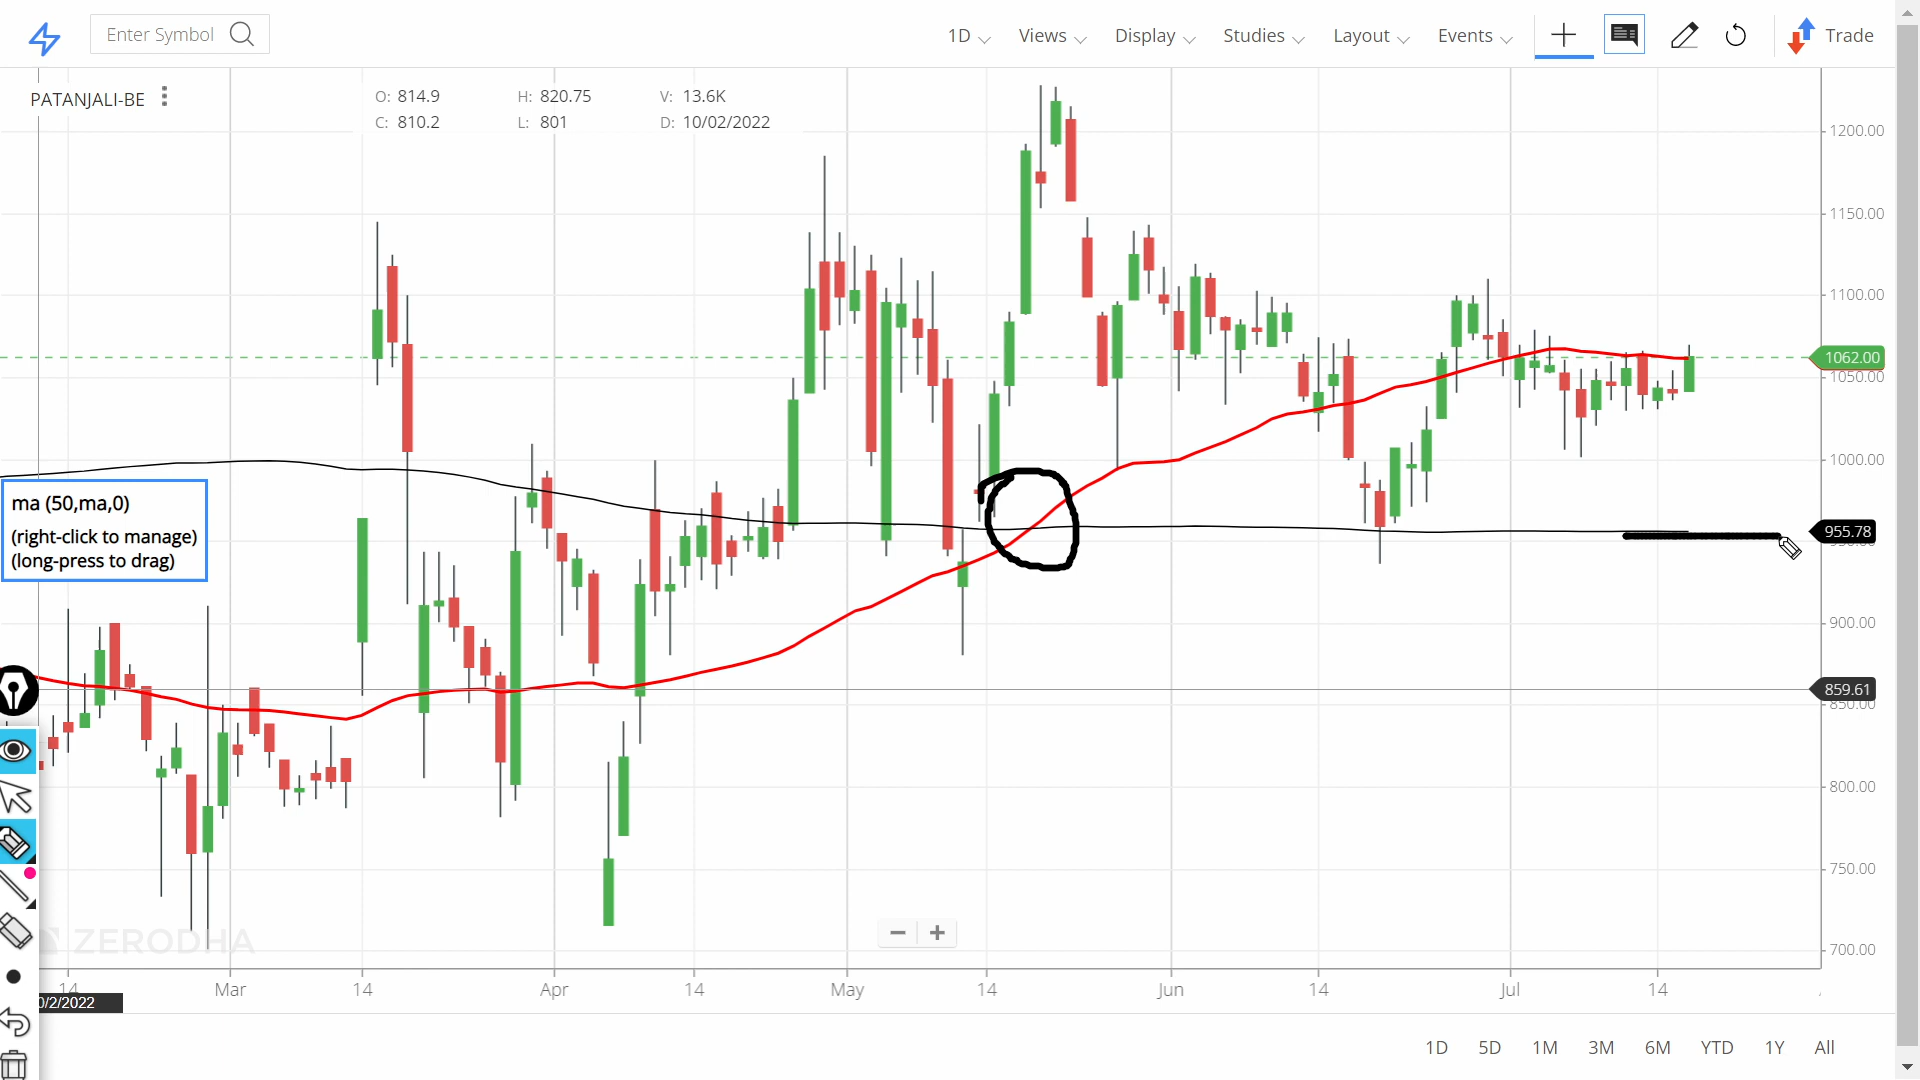 Enter Symbol
1D
Views
Display
Studies
Layout
Events
Trade
PATANJALI-BE
O: 814.9 H: 820.75 V: 13.6K
C: 810.2 L: 801 D: 10/02/2022
1200.00
1150.00
1100.00
1062.00
1050.00
1000.00
955.78
900.00
859.61
850.00
800.00
750.00
700.00
ma (50,ma,0)
(right-click to manage)
(long-press to drag)
ZERODHA
14 Mar 14 Apr 14 May 14 Jun 14 Jul 14
0/2/2022
1D 5D 1M 3M 6M YTD 1Y All